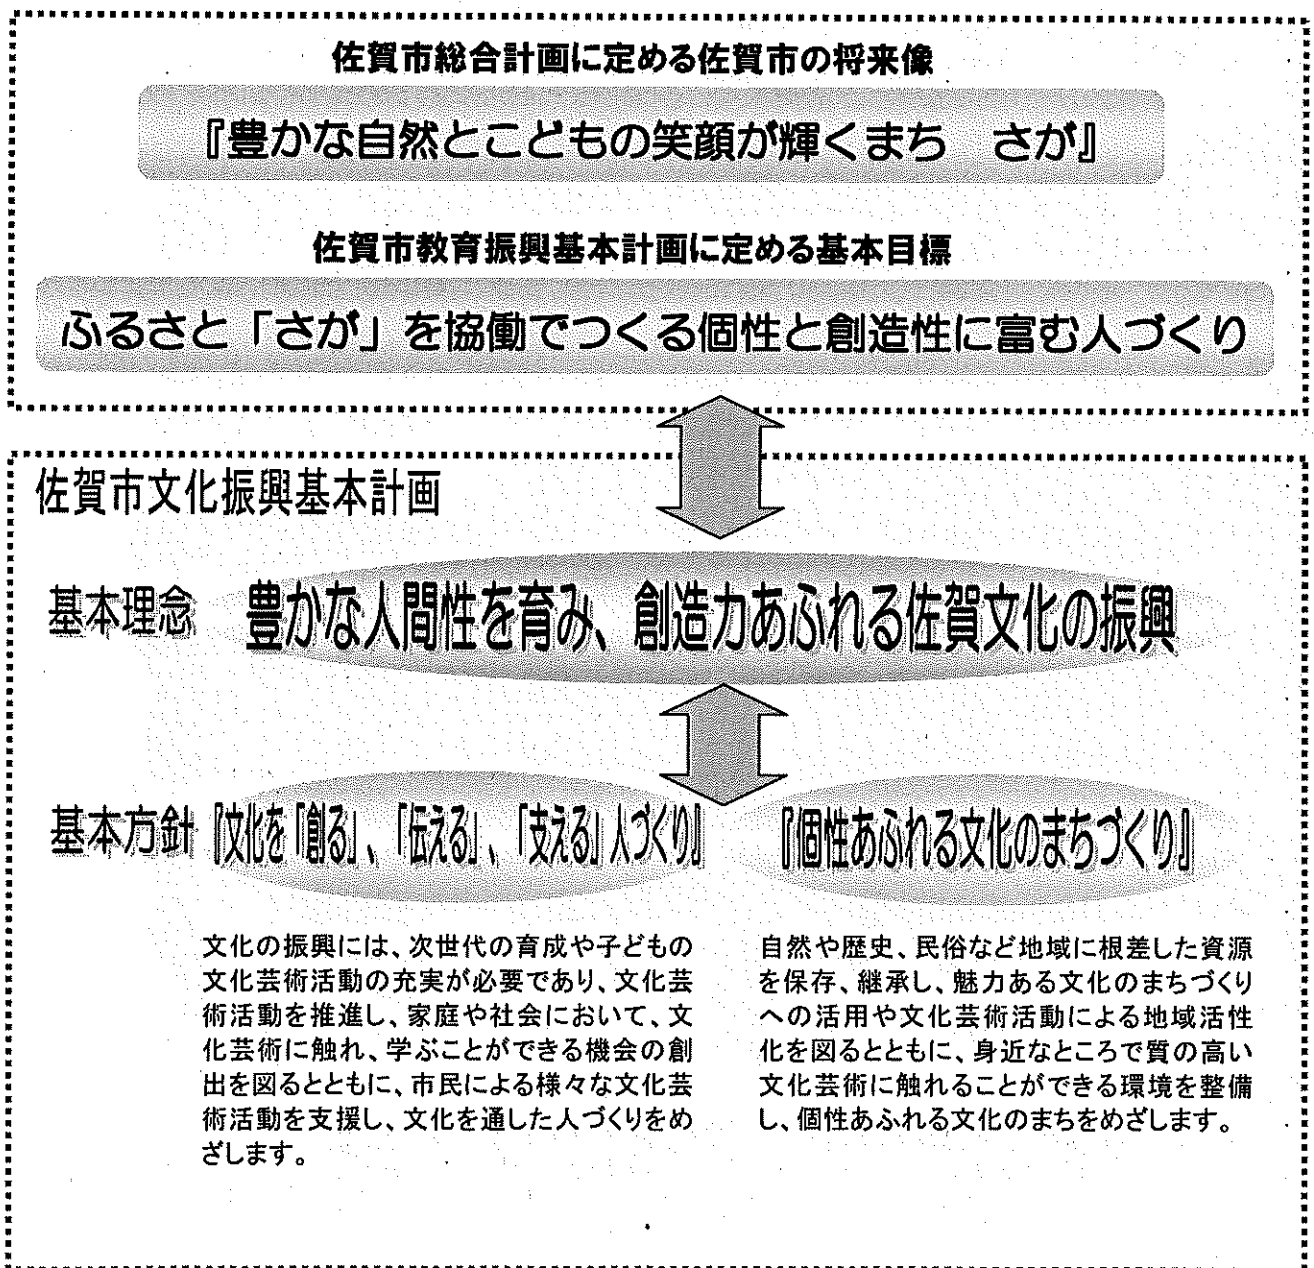 佐賀市総合計画に定める佐賀市の将来像
『豊かな自然とこどもの笑顔が輝くまち　さが』
佐賀市教育振興基本計画に定める基本目標
ふるさと「さが」を協働でつくる個性と創造性に富む人づくり
佐賀市文化振興基本計画
基本理念
豊かな人間性を育み、創造力あふれる佐賀文化の振興
基本方針
『文化を「創る」、「伝える」、「支える」人づくり』
文化の振興には、次世代の育成や子どもの
文化芸術活動の充実が必要であり、文化芸
術活動を推進し、家庭や社会において、文
化芸術に触れ、学ぶことができる機会の創
出を図るとともに、市民による様々な文化芸
術活動を支援し、文化を通した人づくりをめ
ざします。
『個性あふれる文化のまちづくり』
自然や歴史、民俗など地域に根差した資源
を保存、継承し、魅力ある文化のまちづくり
への活用や文化芸術活動による地域活性
化を図るとともに、身近なところで質の高い
文化芸術に触れることができる環境を整備
し、個性あふれる文化のまちをめざします。